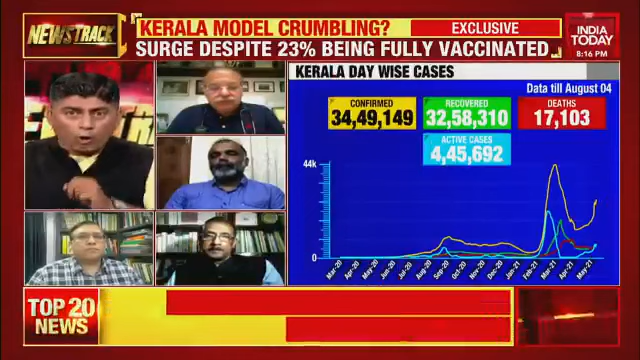 NEWSTRACK
KERALA MODEL CRUMBLING?
EXCLUSIVE
SURGE DESPITE 23% BEING FULLY VACCINATED
INDIA
TODAY
8:16 PM
KERALA DAY WISE CASES
Data till August 04
CONFIRMED
34,49,149
RECOVERED
32,58,310
DEATHS
17,103
ACTIVE CASES
4,45,692
44k
0
Mar-20
Apr-20
May-20
Jun-20
Jul-20
Aug-20
Sep-20
Oct-20
Nov-20
Dec-20
Jan-21
Feb-21
Mar-21
Apr-21
May-21
TOP 20
NEWS